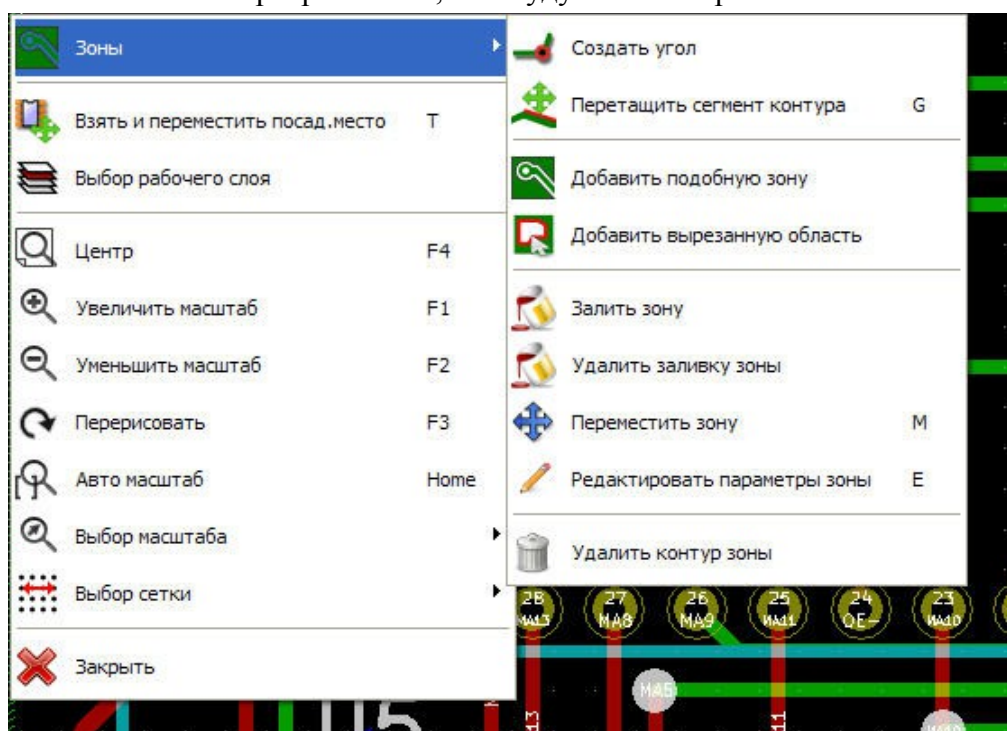 Зоны
Взять и переместить посад.место T
Выбор рабочего слоя
Центр F4
Увеличить масштаб F1
Уменьшить масштаб F2
Перерисовать F3
Авто масштаб Home
Выбор масштаба
Выбор сетки
Закрыть
Создать угол
Перетащить сегмент контура G
Добавить подобную зону
Добавить вырезанную область
Залить зону
Удалить заливку зоны
Переместить зону M
Редактировать параметры зоны E
Удалить контур зоны
28 27 26 25 24 23
MA13 MA8 MA9 MA11 OE- MA10
MA5
13
11
U5